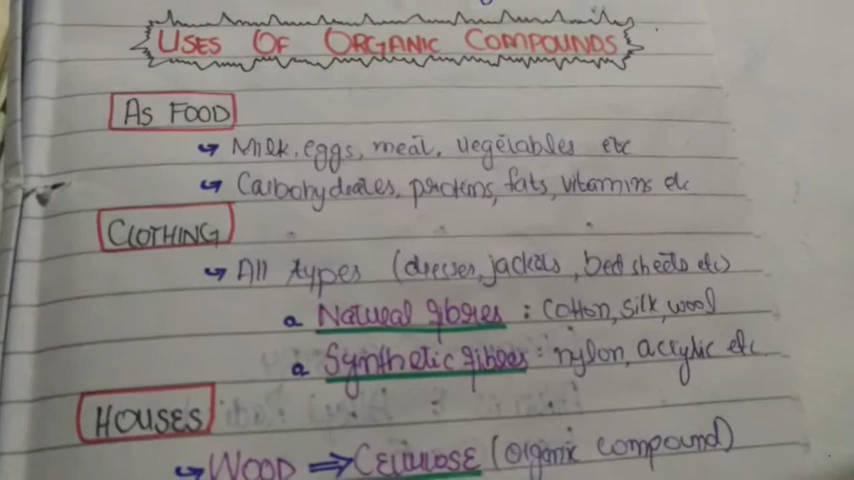 USES OF ORGANIC COMPOUNDS
AS FOOD
↪ Milk, eggs, meat, vegetables etc
↪ Carbohydrates, proteins, fats, vitamins etc
CLOTHING
↪ All types (dresses, jackets, bed sheets etc)
a Natural fibres : cotton, silk, wool
a Synthetic fibres : nylon, acrylic etc
HOUSES
↪ WOOD ⇒ CELLULOSE (organic compound)